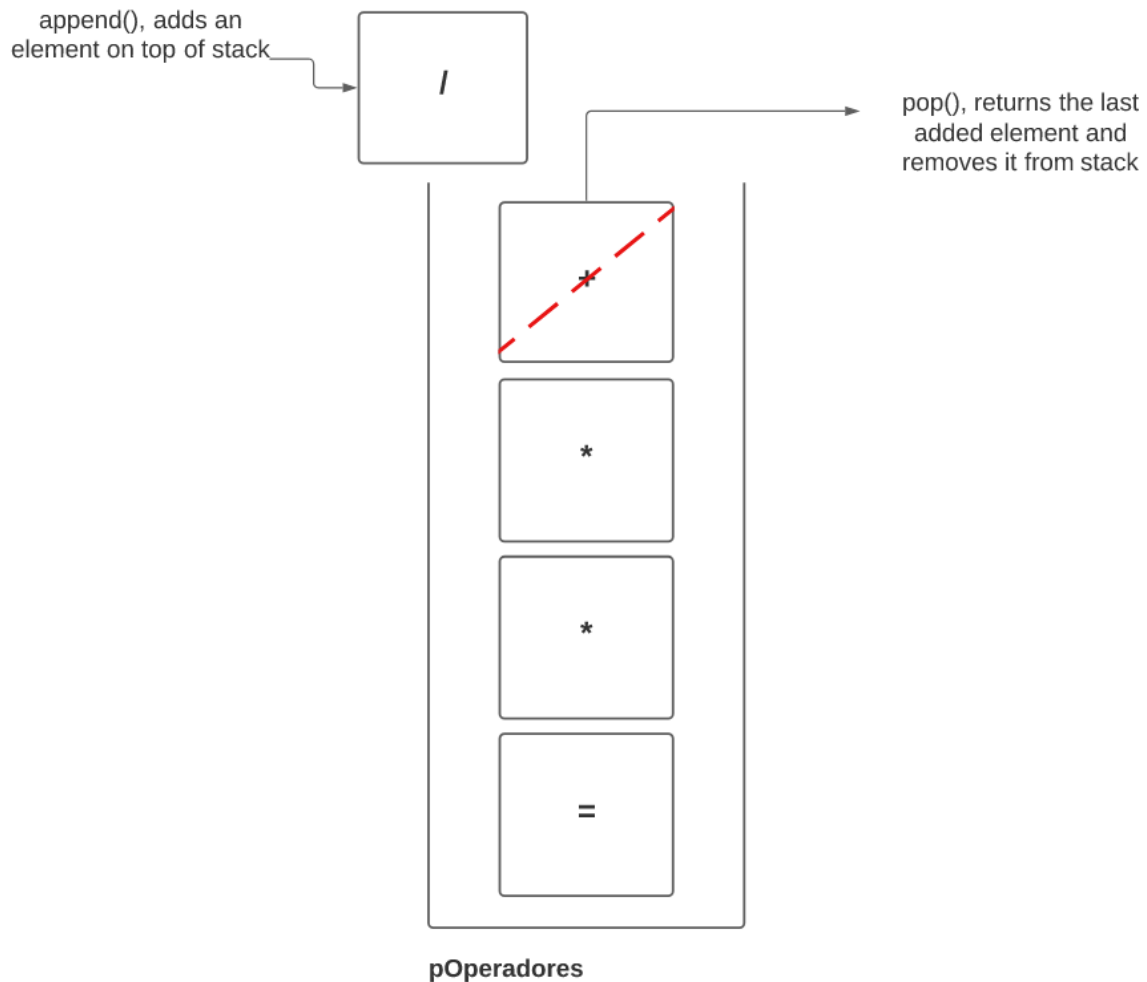 append(), adds an
element on top of stack
/
pop(), returns the last
added element and
removes it from stack
+
*
*
=
pOperadores